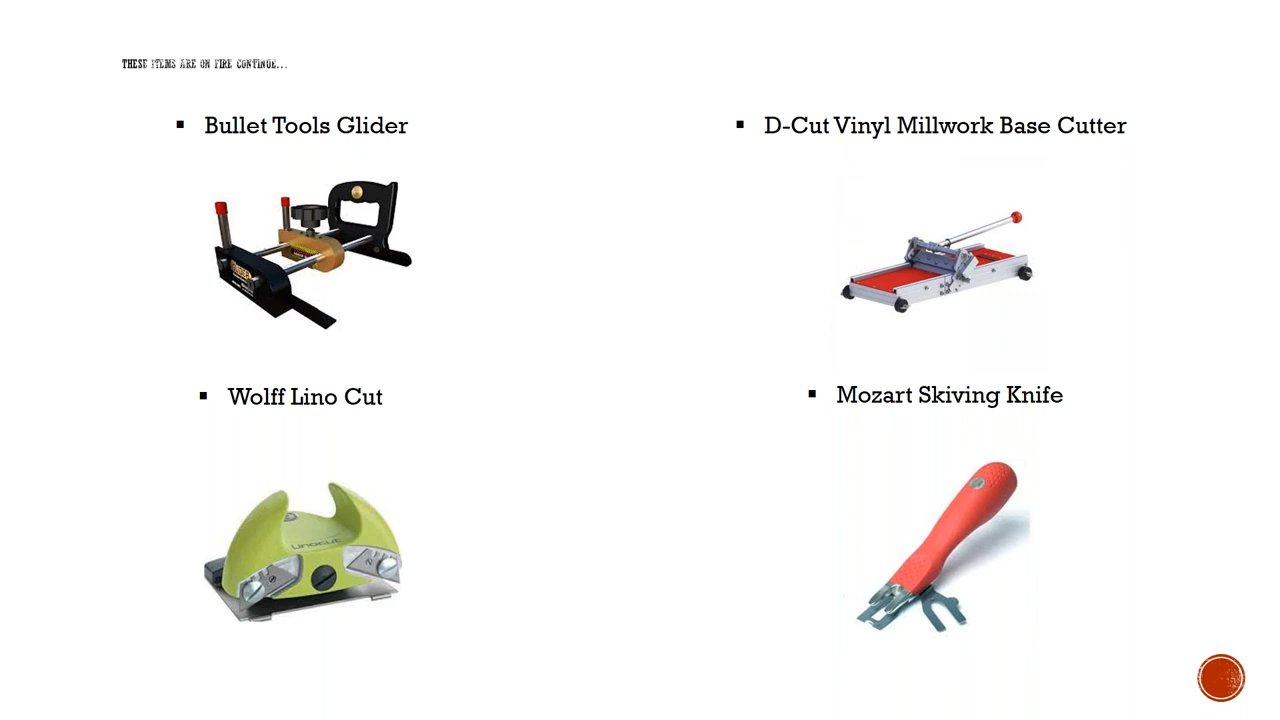 THESE ITEMS ARE ON FIRE CONTINUE...
Bullet Tools Glider
D-Cut Vinyl Millwork Base Cutter
Wolff Lino Cut
Mozart Skiving Knife
LINOCUT